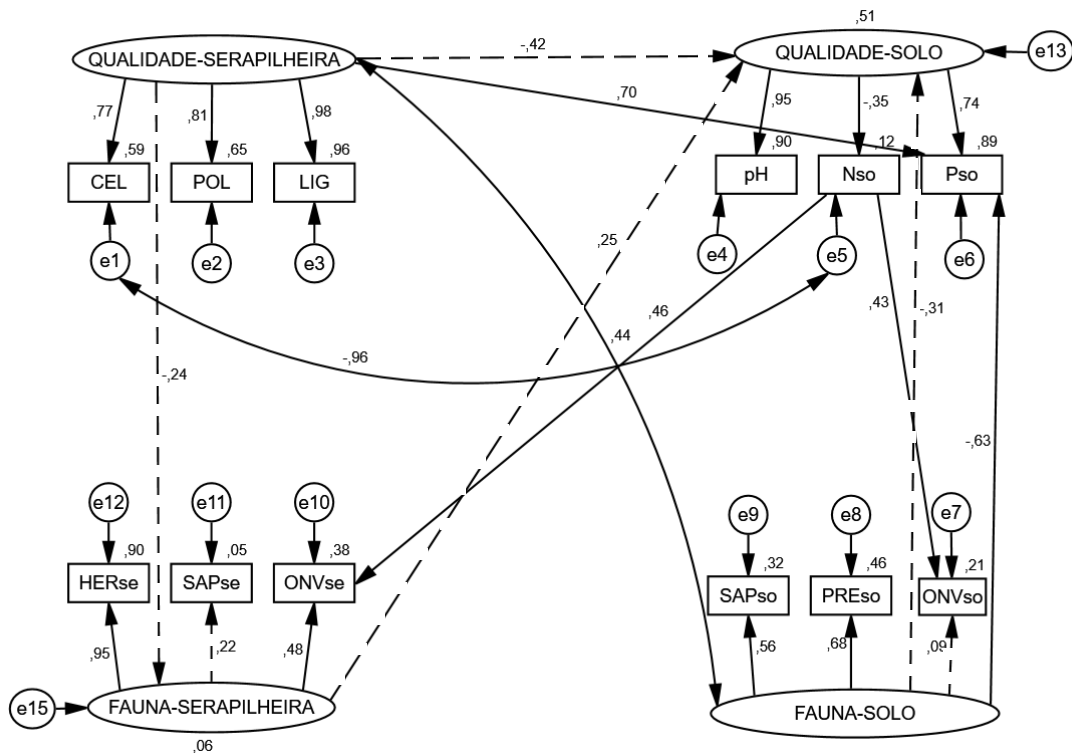 ,51
QUALIDADE-SERAPILHEIRA
-,42
QUALIDADE-SOLO
e13
,77
,81
,98
,70
,95
-,35
,74
,59
,65
,96
,90
,12
,89
CEL
POL
LIG
pH
Nso
Pso
e1
e2
e3
,25
e4
e5
e6
,44
,46
,43
-,31
-,96
-,24
-,63
e12
e11
e10
e9
e8
e7
,90
,05
,38
,32
,46
,21
HERse
SAPse
ONVse
SAPso
PREso
ONVso
,95
,22
,48
,56
,68
,09
e15
FAUNA-SERAPILHEIRA
FAUNA-SOLO
,06